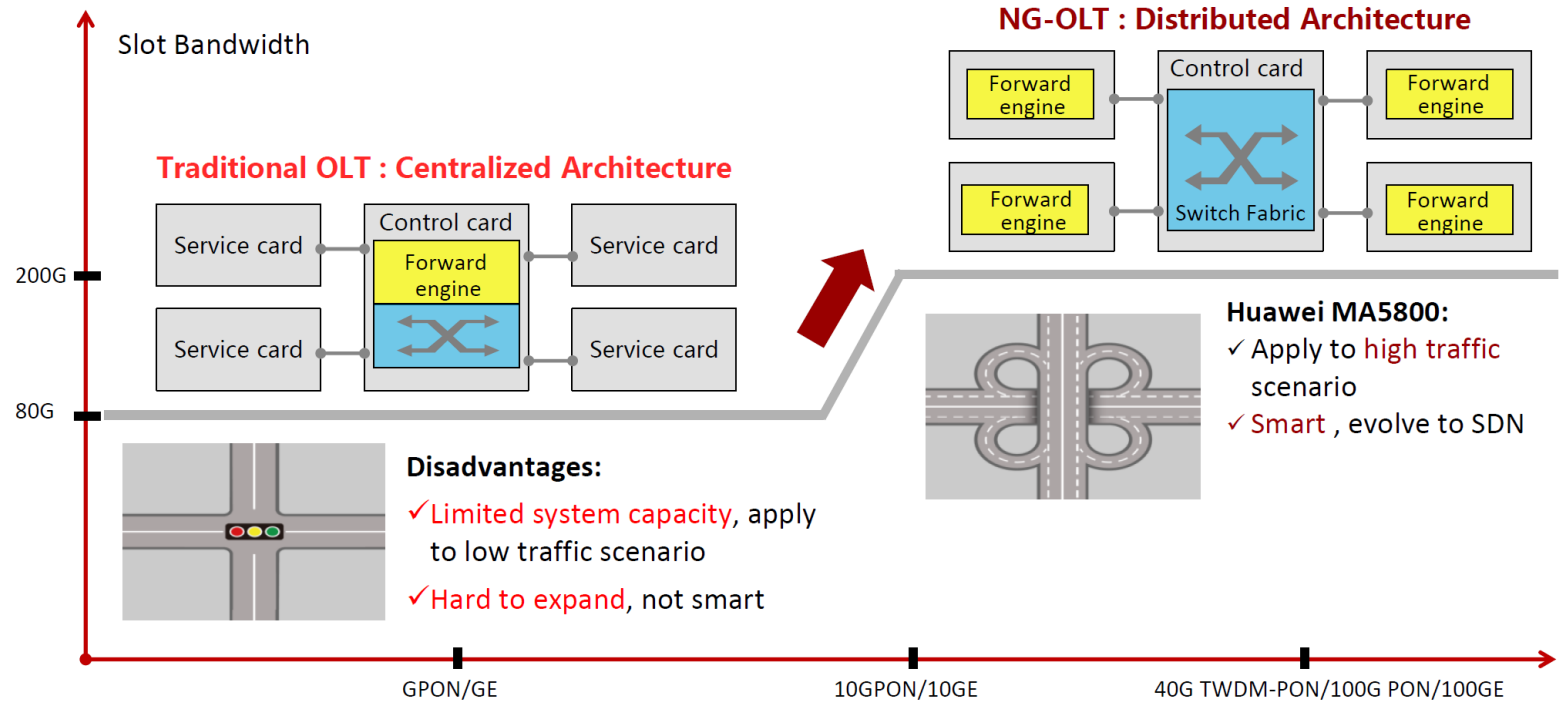 Slot Bandwidth
NG-OLT : Distributed Architecture
Forward
engine
Control card
Forward
engine
Forward
engine
Switch Fabric
Forward
engine
Traditional OLT : Centralized Architecture
Service card
Control card
Service card
Forward
engine
Service card
Service card
200G
80G
Huawei MA5800:
✓ Apply to high traffic
scenario
✓ Smart , evolve to SDN
Disadvantages:
✓Limited system capacity, apply
to low traffic scenario
✓Hard to expand, not smart
GPON/GE
10GPON/10GE
40G TWDM-PON/100G PON/100GE